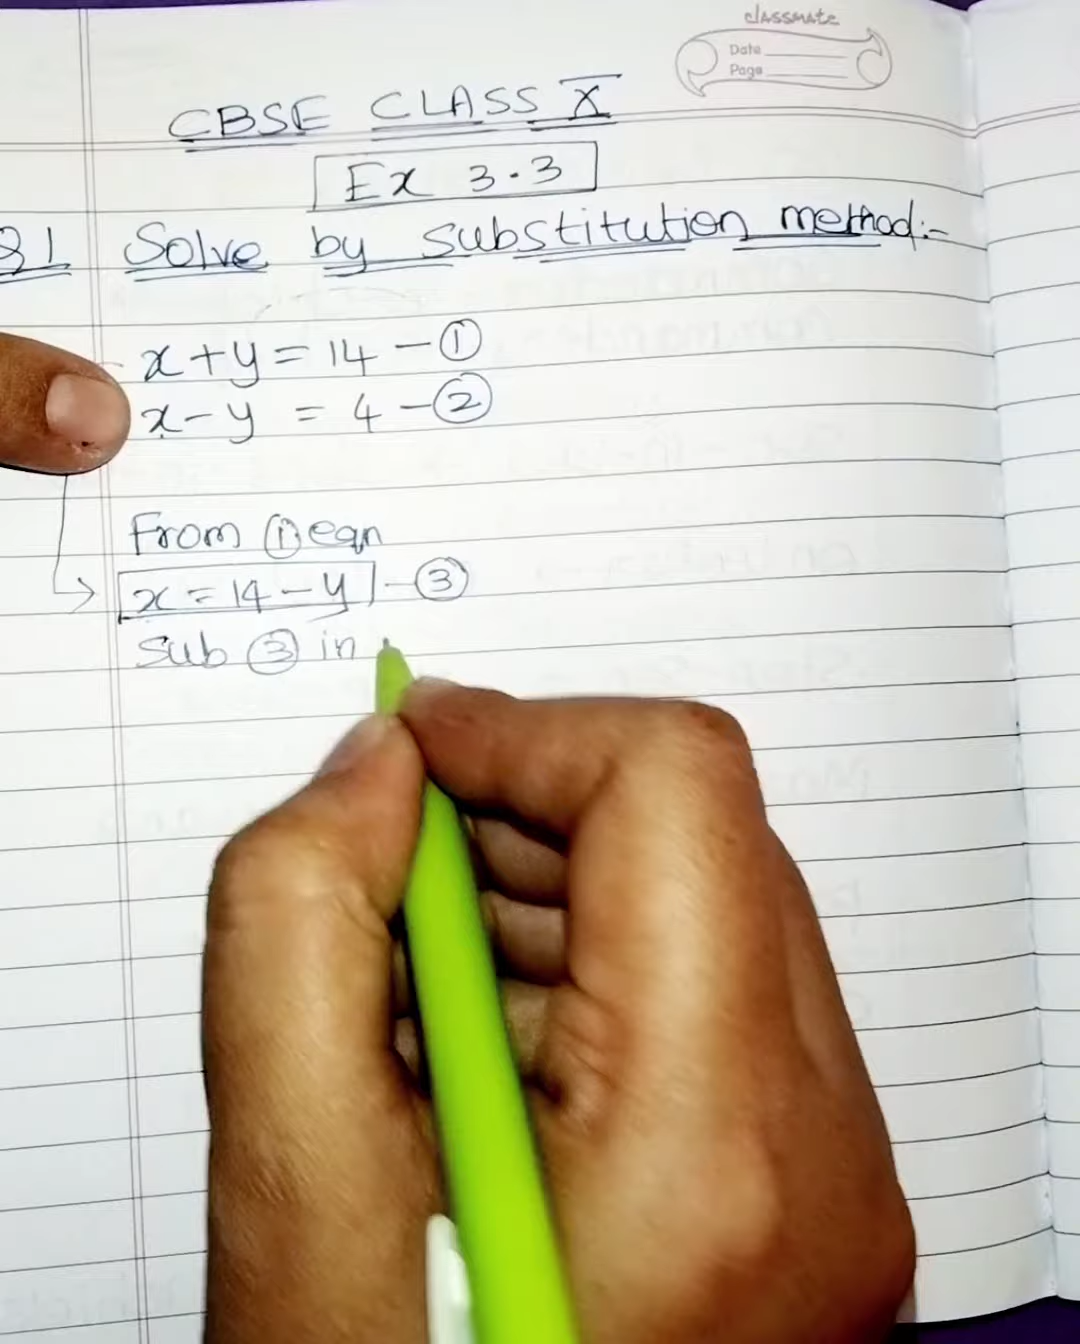 classmate
Date
Page
CBSE CLASS X
Ex 3.3
Q1 Solve by substitution method:-
x+y = 14 - ①
x-y = 4 - ②
From ① eqn
x = 14 - y - ③
Sub ③ in